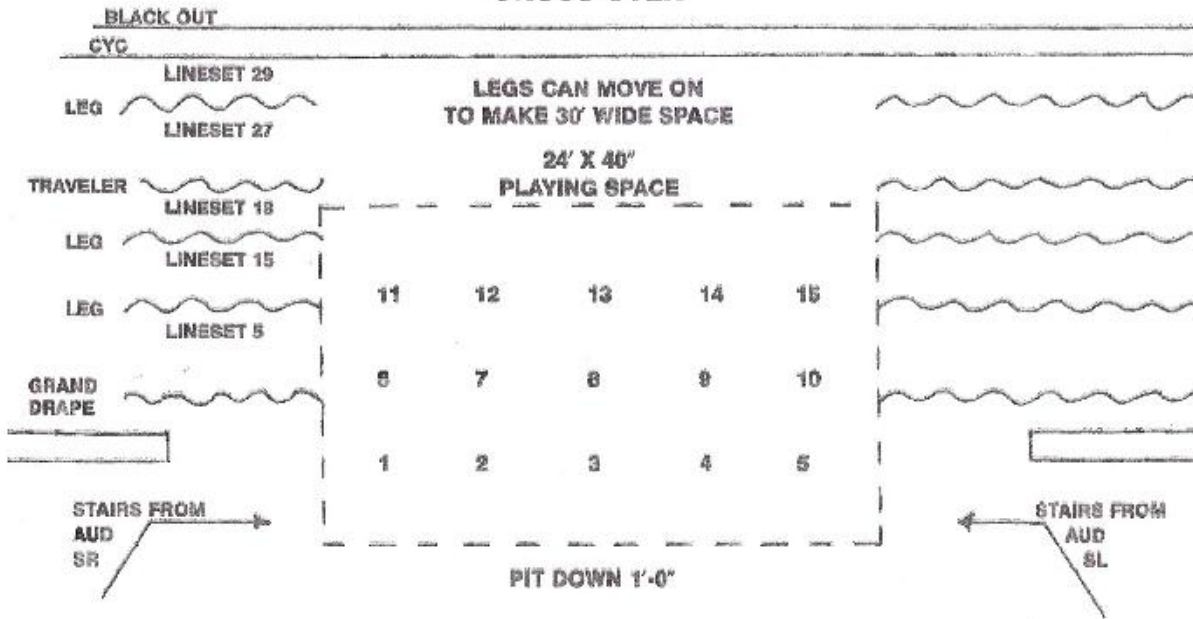 BLACK OUT
CYC
LINESET 29
LEG
LINESET 27
LEGS CAN MOVE ON
TO MAKE 30' WIDE SPACE
24' X 40"
PLAYING SPACE
TRAVELER
LINESET 18
LEG
LINESET 15
LEG
LINESET 5
11 12 13 14 15
GRAND
DRAPE
6 7 8 9 10
1 2 3 4 5
STAIRS FROM
AUD
SR
STAIRS FROM
AUD
SL
PIT DOWN 1'-0"